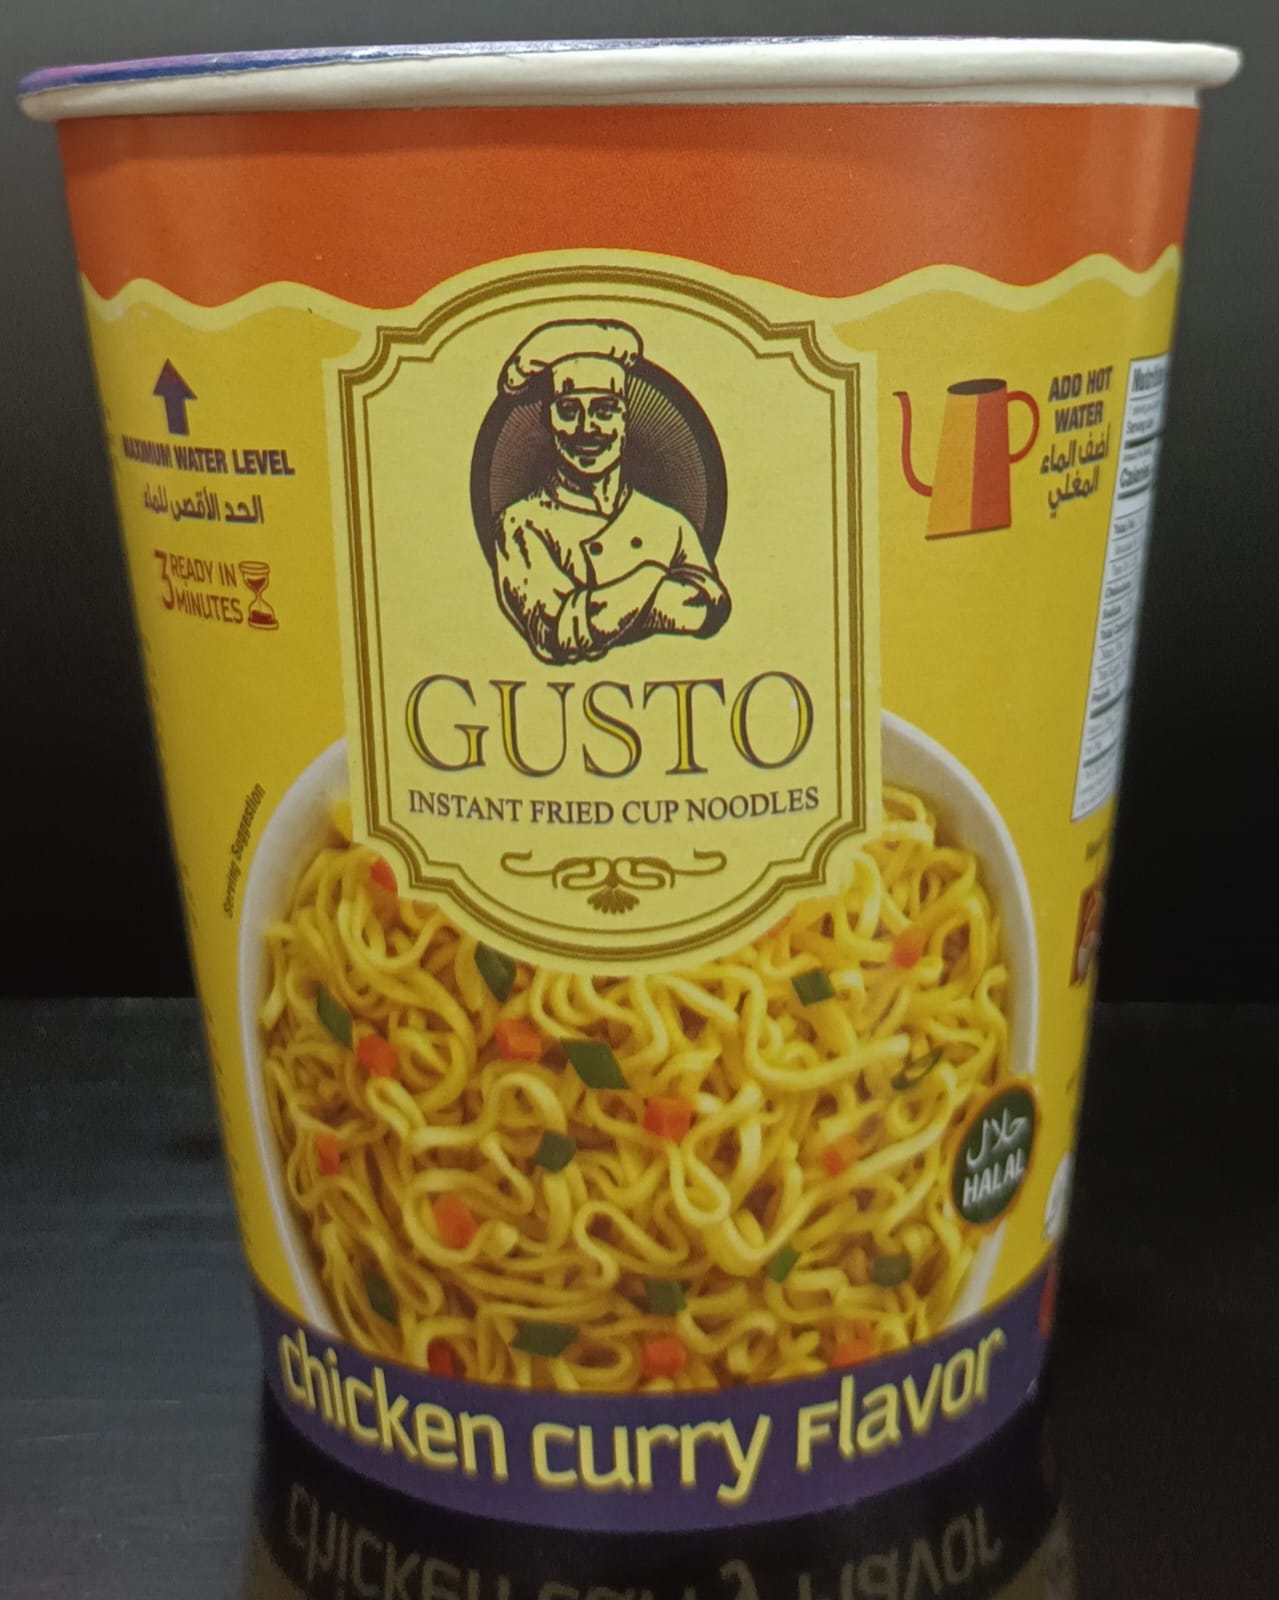 MAXIMUM WATER LEVEL
الحد الأقصى للماء
3 READY IN
MINUTES
GUSTO
INSTANT FRIED CUP NOODLES
ADD HOT
WATER
أضف الماء
المغلي
Serving Suggestion
حلال
HALAL
chicken curry Flavor